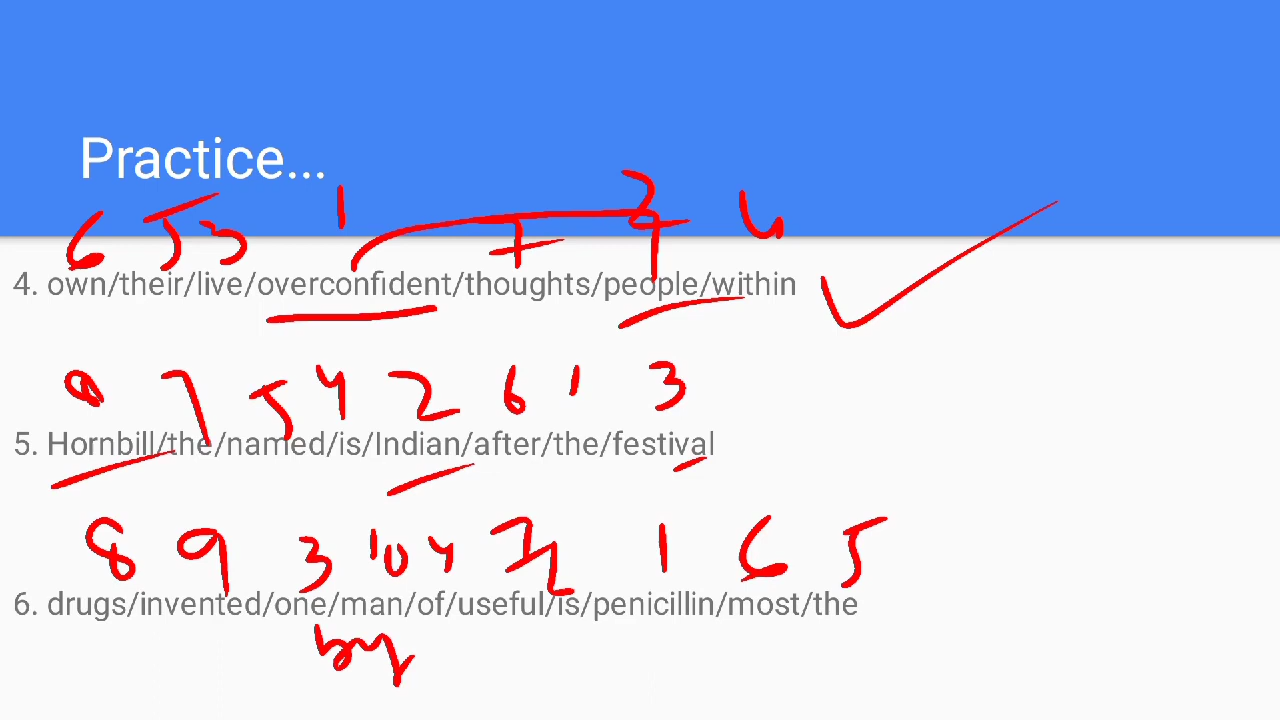 Practice...
6 5 3 1 7 2 4
4. own/their/live/overconfident/thoughts/people/within
7 5 4 2 6 1 3
5. Hornbill/the/named/is/Indian/after/the/festival
8 9 3 10 4 7 2 1 6 5
6. drugs/invented/one/man/of/useful/is/penicillin/most/the
by